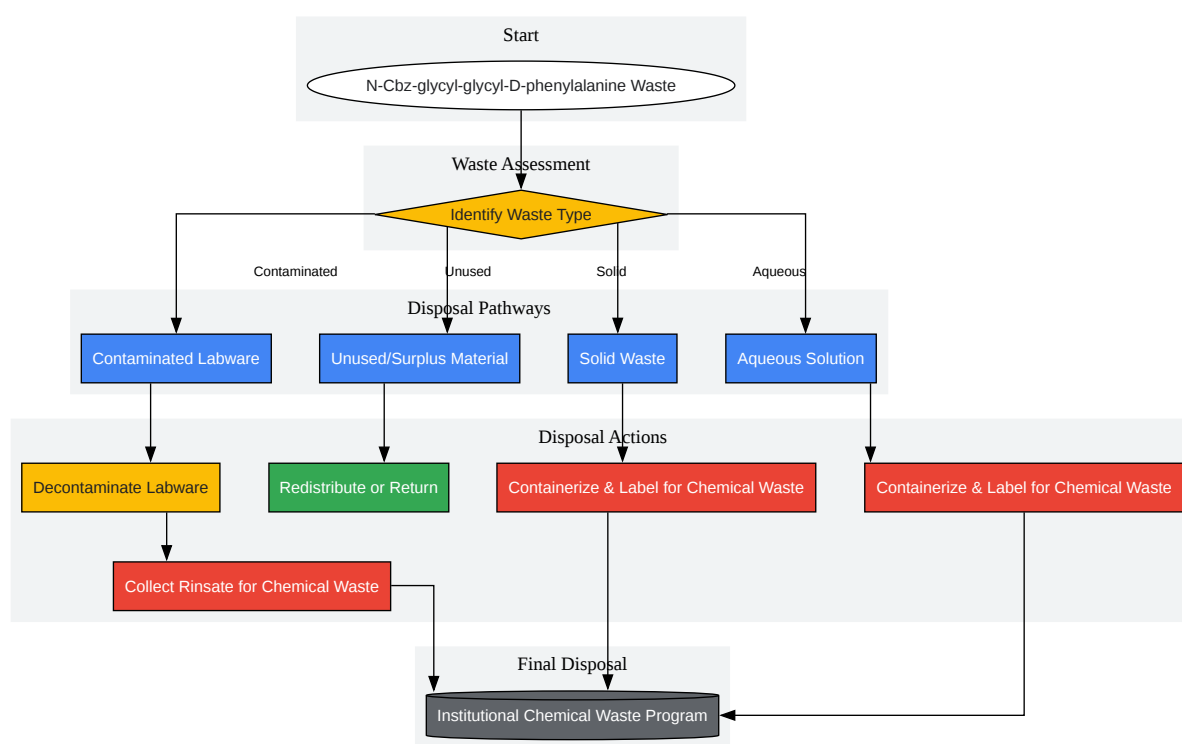 Start
N-Cbz-glycyl-glycyl-D-phenylalanine Waste
Waste Assessment
Identify Waste Type
Contaminated
Unused
Solid
Aqueous
Disposal Pathways
Contaminated Labware
Unused/Surplus Material
Solid Waste
Aqueous Solution
Disposal Actions
Decontaminate Labware
Redistribute or Return
Containerize & Label for Chemical Waste
Containerize & Label for Chemical Waste
Collect Rinsate for Chemical Waste
Final Disposal
Institutional Chemical Waste Program